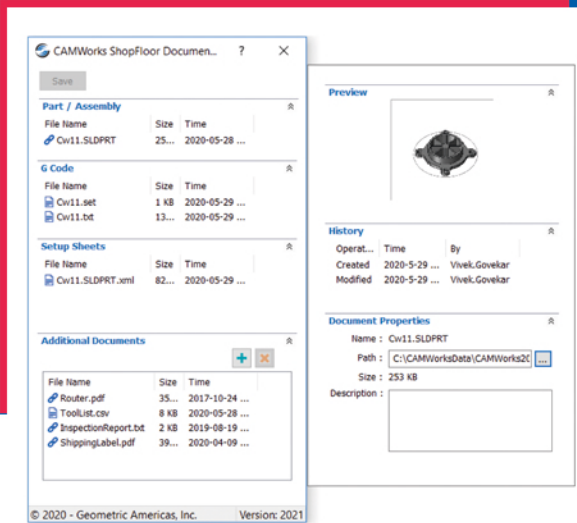 CAMWorks ShopFloor Documen... ? ×
Save
Part / Assembly
File Name Size Time
Cw11.SLDPRT 25... 2020-05-28 ...
G Code
File Name Size Time
Cw11.set 1 KB 2020-05-29 ...
Cw11.txt 13... 2020-05-29 ...
Setup Sheets
File Name Size Time
Cw11.SLDPRT.xml 82... 2020-05-29 ...
Additional Documents
File Name Size Time
Router.pdf 35... 2017-10-24 ...
ToolList.csv 8 KB 2020-05-28 ...
InspectionReport.txt 2 KB 2019-08-19 ...
ShippingLabel.pdf 39... 2020-04-09 ...
© 2020 - Geometric Americas, Inc. Version: 2021
Preview
History
Operat... Time By
Created 2020-5-29 ... Vivek.Govekar
Modified 2020-5-29 ... Vivek.Govekar
Document Properties
Name : Cw11.SLDPRT
Path : C:\CAMWorksData\CAMWorks20 ...
Size : 253 KB
Description :